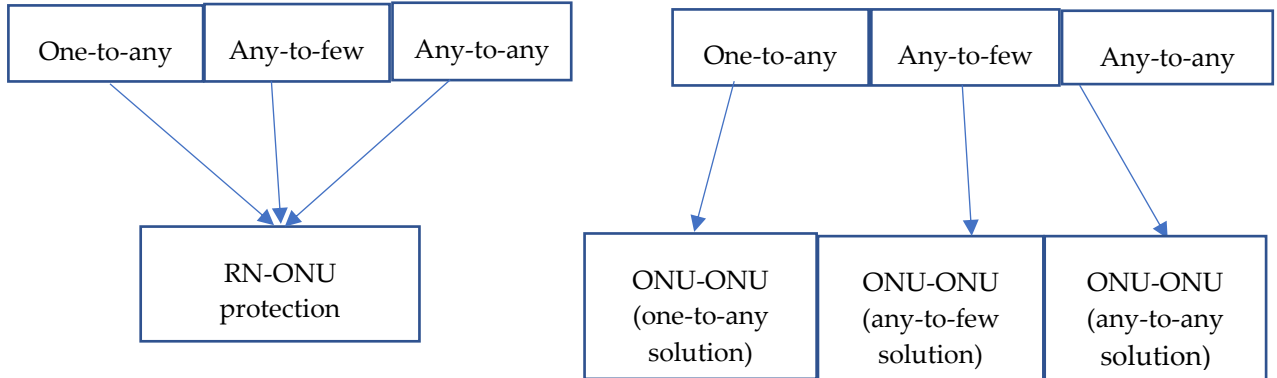 One-to-any
Any-to-few
Any-to-any
RN-ONU
protection
One-to-any
Any-to-few
Any-to-any
ONU-ONU
(one-to-any
solution)
ONU-ONU
(any-to-few
solution)
ONU-ONU
(any-to-any
solution)